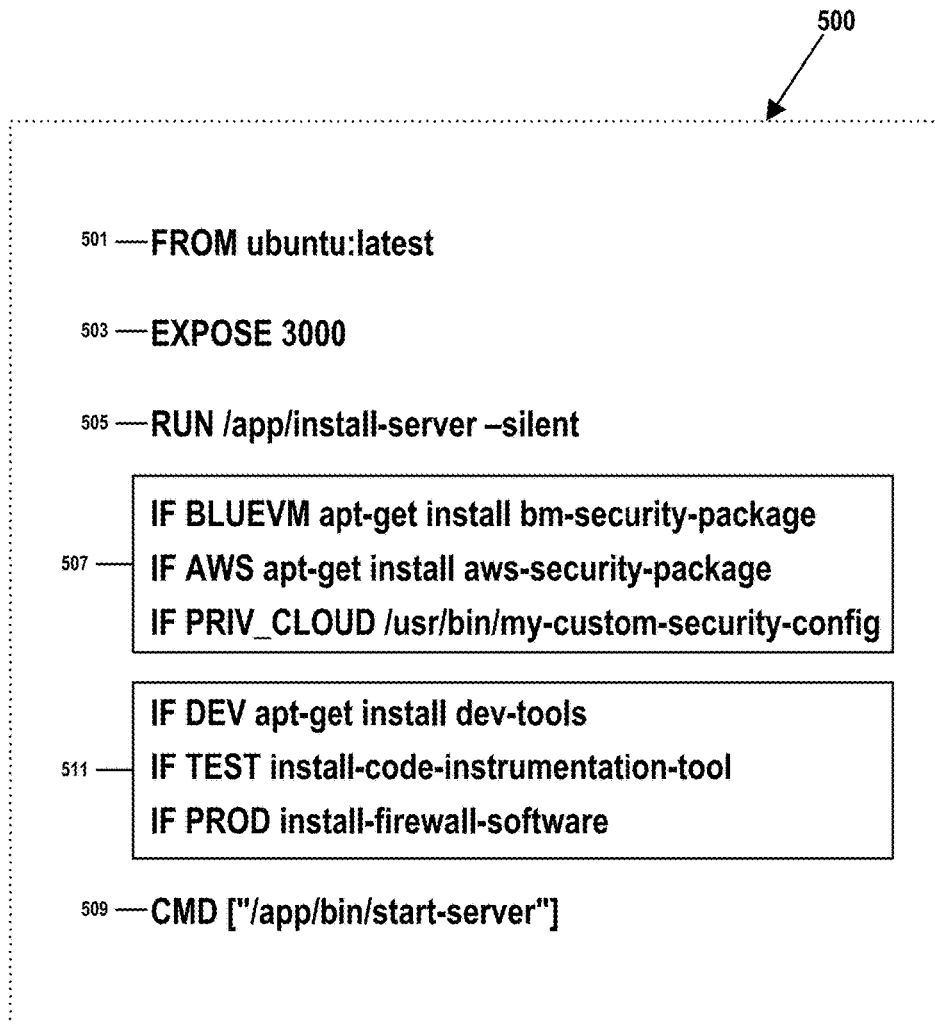 500
501 FROM ubuntu:latest
503 EXPOSE 3000
505 RUN /app/install-server –silent
IF BLUEVM apt-get install bm-security-package
507 IF AWS apt-get install aws-security-package
IF PRIV_CLOUD /usr/bin/my-custom-security-config
IF DEV apt-get install dev-tools
511 IF TEST install-code-instrumentation-tool
IF PROD install-firewall-software
509 CMD ["/app/bin/start-server"]